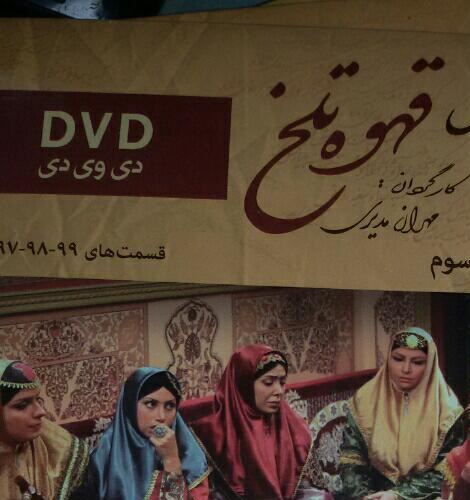 DVD
دی وی دی
قهوه تلخ
کارگردان :
مهران مدیری
قسمت‌های ۹۹-۹۸-۹۷
سوم